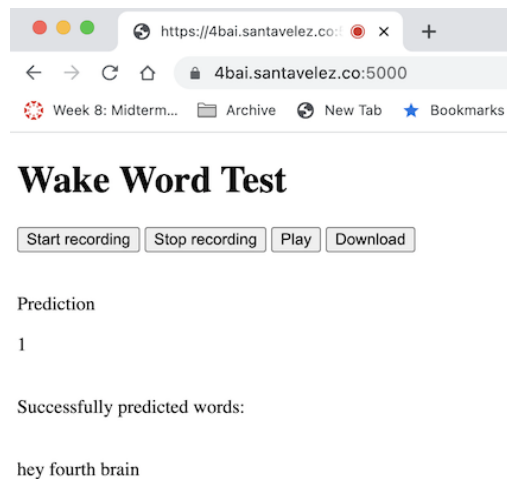 https://4bai.santavelez.co:5
4bai.santavelez.co:5000
Week 8: Midterm... Archive New Tab Bookmarks
Wake Word Test
Start recording Stop recording Play Download
Prediction
1
Successfully predicted words:
hey fourth brain